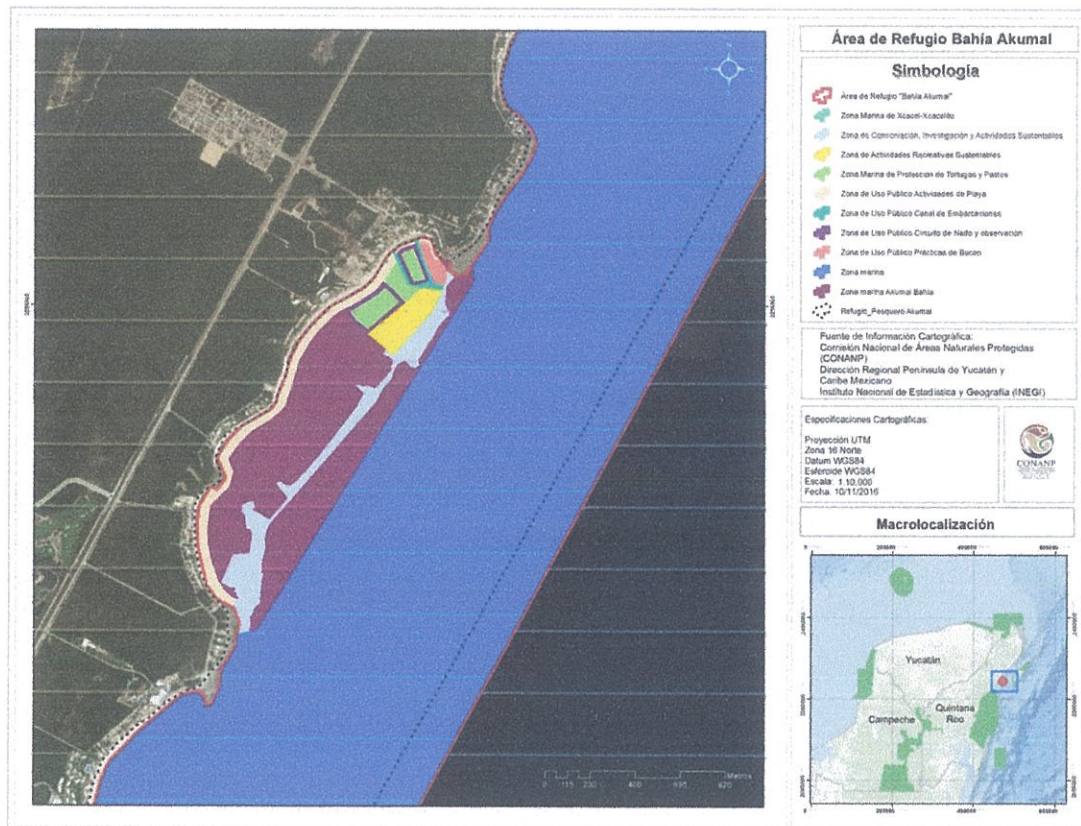 Área de Refugio Bahía Akumal
Simbología
Área de Refugio "Bahía Akumal"
Zona Marina de Xcacel-Xcacelito
Zona de Conservación, Investigación y Actividades Sustentables
Zona de Actividades Recreativas Sustentables
Zona Marina de Protección de Tortugas y Pastos
Zona de Uso Público Actividades de Playa
Zona de Uso Público Canal de Embarcaciones
Zona de Uso Público Circuito de Nado y observación
Zona de Uso Público Prácticas de Buceo
Zona marina
Zona marina Akumal Bahía
Refugio_Pesquero Akumal
Fuente de Información Cartográfica:
Comisión Nacional de Áreas Naturales Protegidas
(CONANP)
Dirección Regional Península de Yucatán y
Caribe Mexicano
Instituto Nacional de Estadística y Geografía (INEGI)
Especificaciones Cartográficas:
Proyección UTM
Zona 16 Norte
Datum WGS84
Esferoide WGS84
Escala: 1:10,000
Fecha: 10/11/2016
CONANP
Macrolocalización
Yucatán
Campeche
Quintana
Roo
Metros